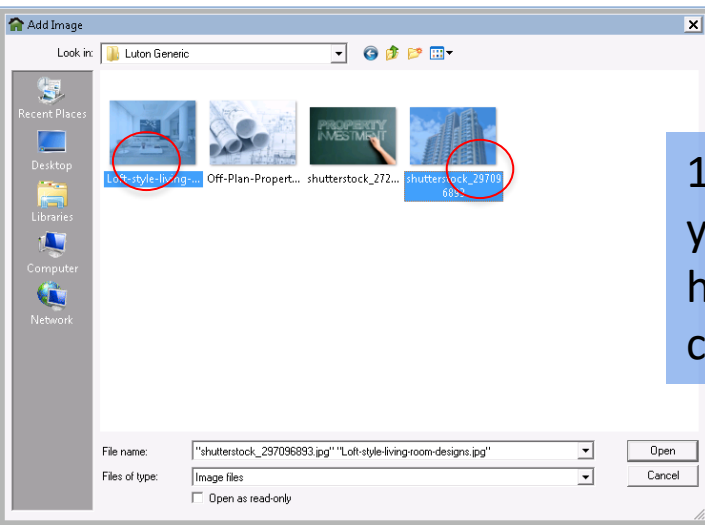 Add Image
Look in:
Luton Generic
Recent Places
Desktop
Libraries
Computer
Network
PROPERTY
INVESTMENT
Loft-style-living-...
Off-Plan-Propert...
shutterstock_272...
shutterstock_29709
6893
1
y
h
c
File name:
"shutterstock_297096893.jpg" "Loft-style-living-room-designs.jpg"
Open
Files of type:
Image files
Cancel
Open as read-only